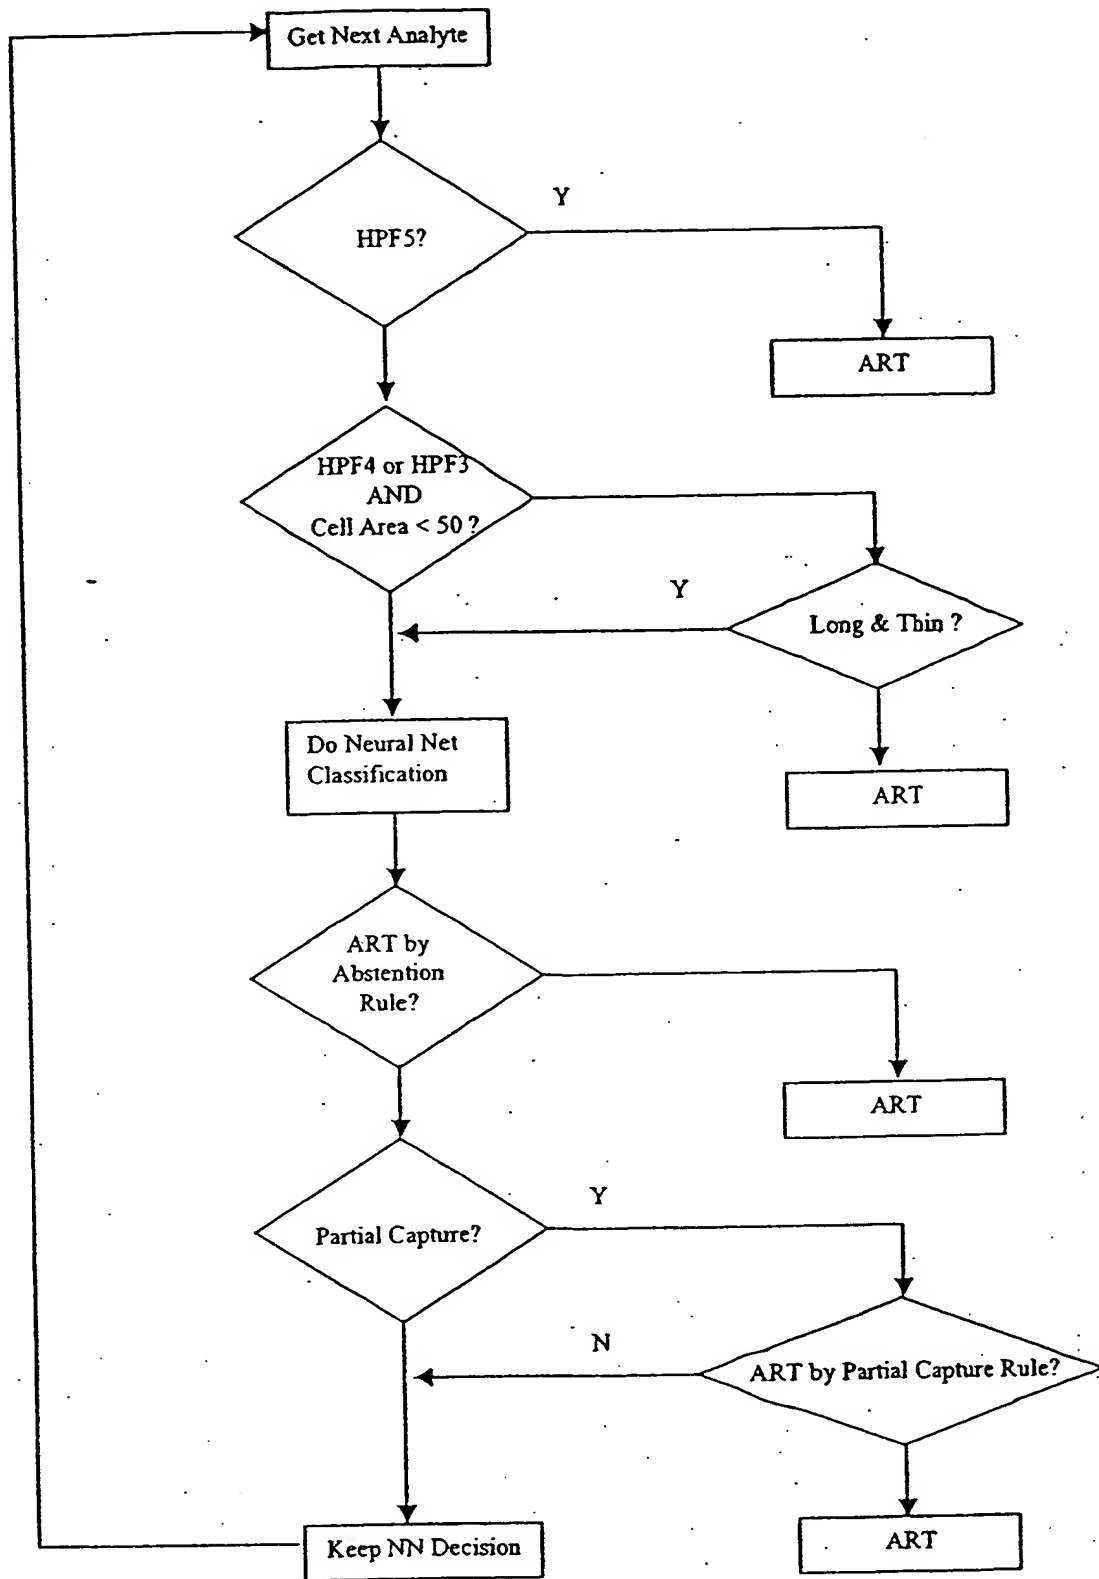 Get Next Analyte
Y
HPF5?
ART
HPF4 or HPF3
AND
Cell Area < 50 ?
Y
Long & Thin ?
Do Neural Net
Classification
ART
ART by
Abstention
Rule?
ART
Y
Partial Capture?
N
ART by Partial Capture Rule?
Keep NN Decision
ART